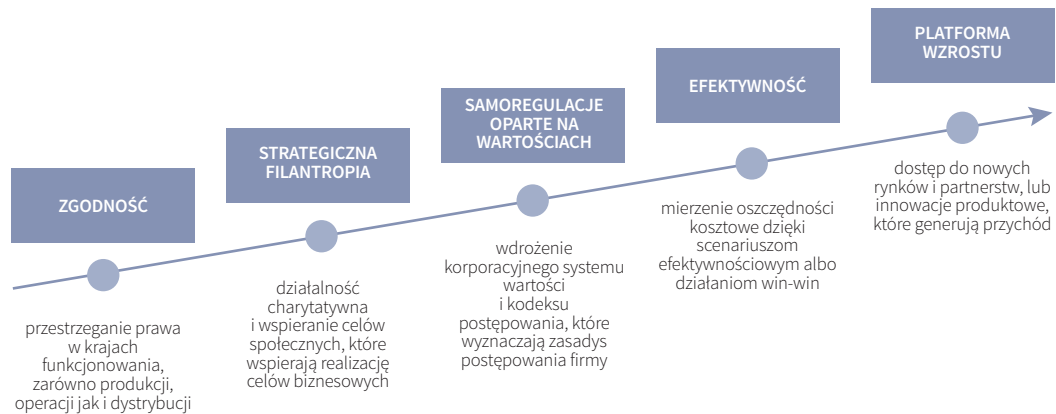 ZGODNOŚĆ
przestrzeganie prawa
w krajach
funkcjonowania,
zarówno produkcji,
operacji jak i dystrybucji
STRATEGICZNA
FILANTROPIA
działalność
charytatywna
i wspieranie celów
społecznych, które
wspierają realizację
celów biznesowych
SAMOREGULACJE
OPARTE NA
WARTOŚCIACH
wdrożenie
korporacyjnego systemu
wartości
i kodeksu
postępowania, które
wyznaczają zasadys
postępowania firmy
EFEKTYWNOŚĆ
mierzenie oszczędności
kosztowe dzięki
scenariuszom
efektywnościowym albo
działaniom win-win
PLATFORMA
WZROSTU
dostęp do nowych
rynków i partnerstw, lub
innowacje produktowe,
które generują przychód